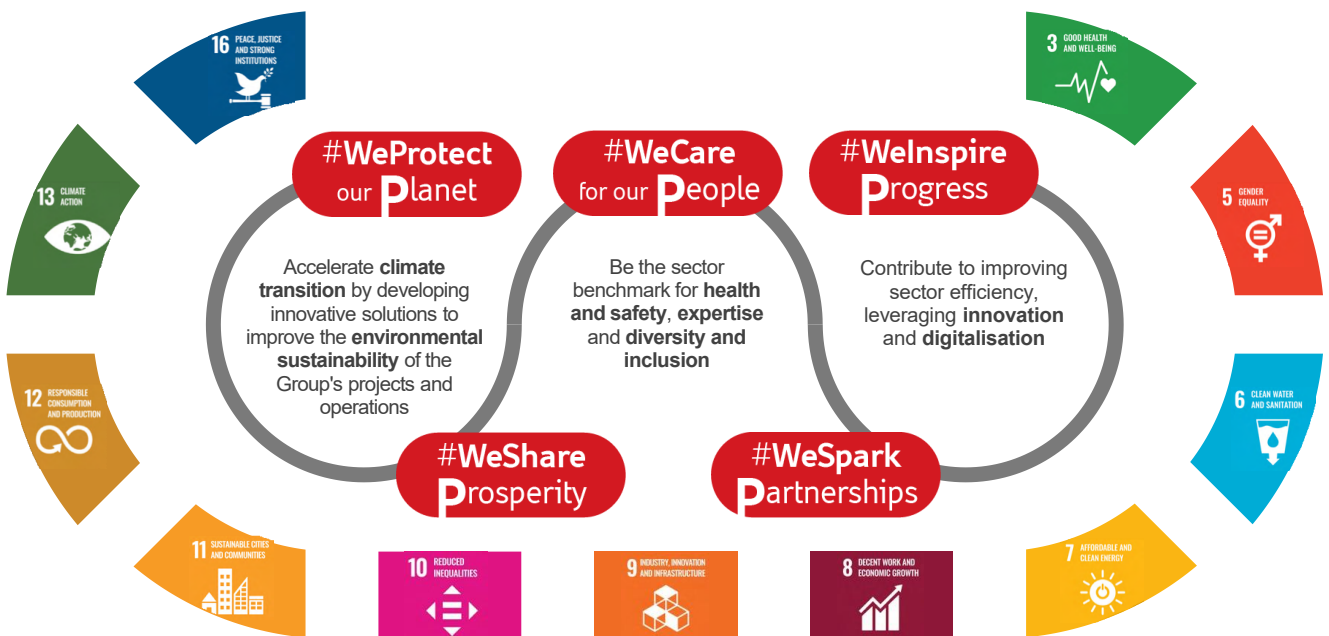 16 PEACE, JUSTICE
AND STRONG
INSTITUTIONS
3 GOOD HEALTH
AND WELL-BEING
13 CLIMATE
ACTION
5 GENDER
EQUALITY
#WeProtect
our Planet
#WeCare
for our People
#WeInspire
Progress
Accelerate climate
transition by developing
innovative solutions to
improve the environmental
sustainability of the
Group's projects and
operations
Be the sector
benchmark for health
and safety, expertise
and diversity and
inclusion
Contribute to improving
sector efficiency,
leveraging innovation
and digitalisation
12 RESPONSIBLE
CONSUMPTION
AND PRODUCTION
6 CLEAN WATER
AND SANITATION
#WeShare
Prosperity
#WeSpark
Partnerships
11 SUSTAINABLE CITIES
AND COMMUNITIES
10 REDUCED
INEQUALITIES
9 INDUSTRY, INNOVATION
AND INFRASTRUCTURE
8 DECENT WORK AND
ECONOMIC GROWTH
7 AFFORDABLE AND
CLEAN ENERGY